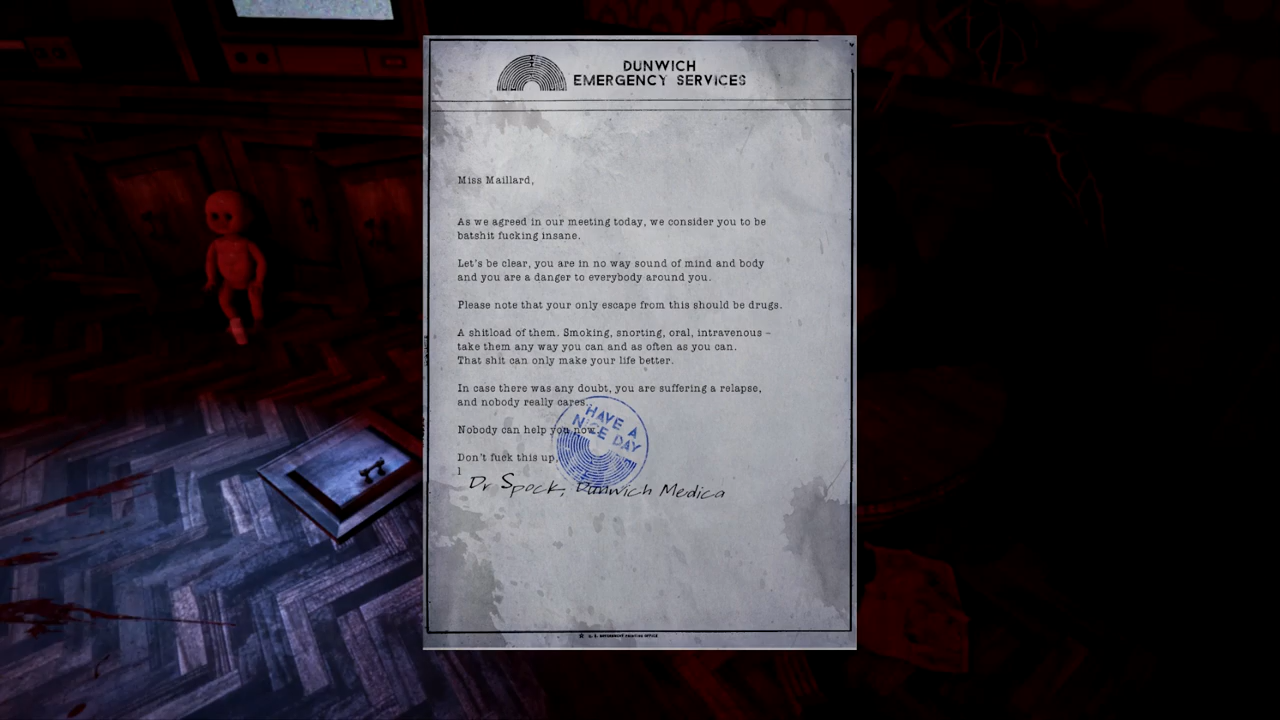 DUNWICH
EMERGENCY SERVICES
Miss Maillard,
As we agreed in our meeting today, we consider you to be
batshit fucking insane.
Let's be clear, you are in no way sound of mind and body
and you are a danger to everybody around you.
Please note that your only escape from this should be drugs.
A shitload of them. Smoking, snorting, oral, intravenous –
take them any way you can and as often as you can.
That shit can only make your life better.
In case there was any doubt, you are suffering a relapse,
and nobody really cares.
Nobody can help you now.
HAVE A
NICE DAY
Don't fuck this up,
l
Dr Spock, Dunwich Medica